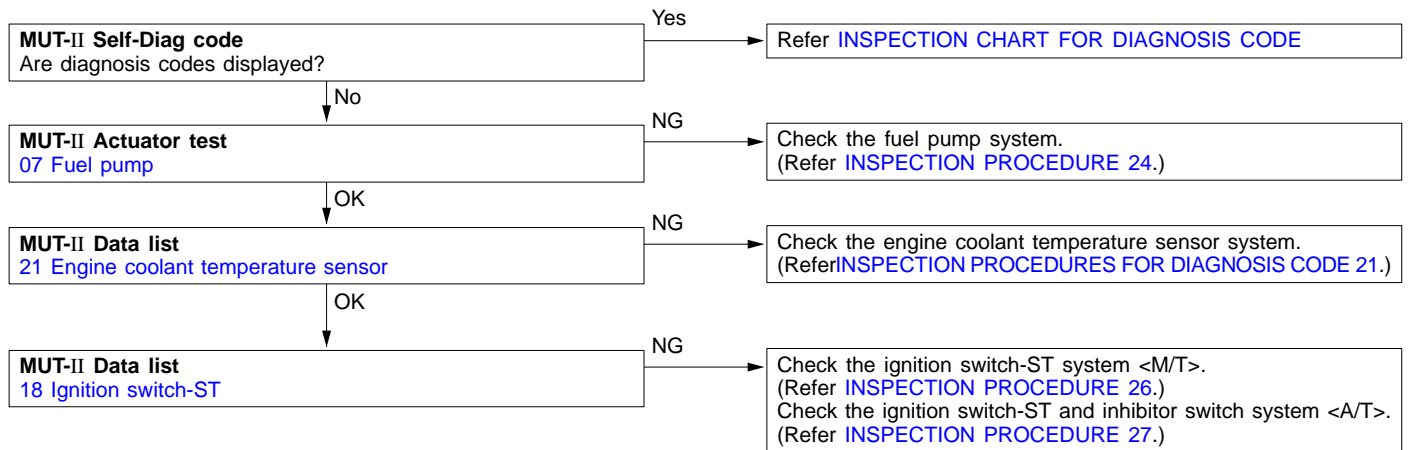 MUT-II Self-Diag code
Are diagnosis codes displayed?
Yes
Refer INSPECTION CHART FOR DIAGNOSIS CODE
No
MUT-II Actuator test
07 Fuel pump
NG
Check the fuel pump system.
(Refer INSPECTION PROCEDURE 24.)
OK
MUT-II Data list
21 Engine coolant temperature sensor
NG
Check the engine coolant temperature sensor system.
(ReferINSPECTION PROCEDURES FOR DIAGNOSIS CODE 21.)
OK
MUT-II Data list
18 Ignition switch-ST
NG
Check the ignition switch-ST system <M/T>.
(Refer INSPECTION PROCEDURE 26.)
Check the ignition switch-ST and inhibitor switch system <A/T>.
(Refer INSPECTION PROCEDURE 27.)